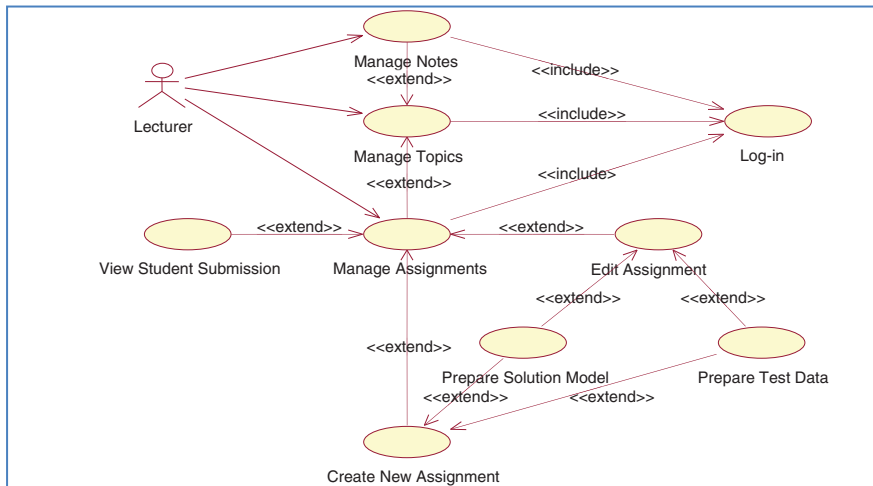 Manage Notes
<<extend>>
<<include>>
Lecturer
<<include>>
Manage Topics
Log-in
<<extend>>
<<include>
<<extend>>
<<extend>>
View Student Submission
Manage Assignments
Edit Assignment
<<extend>>
<<extend>>
<<extend>>
Prepare Solution Model
Prepare Test Data
<<extend>>
<<extend>>
Create New Assignment